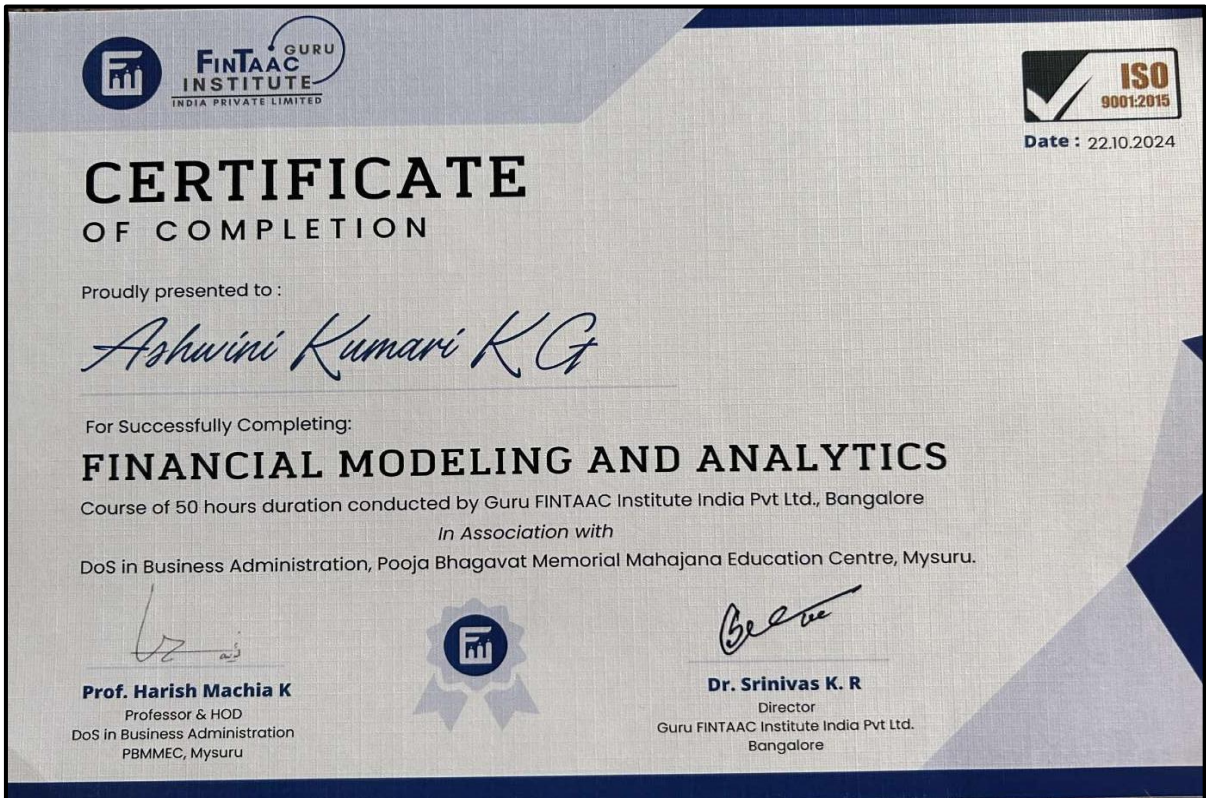 GURU
FINTAAC
INSTITUTE
INDIA PRIVATE LIMITED
ISO
9001:2015
Date : 22.10.2024
CERTIFICATE
OF COMPLETION
Proudly presented to :
Ashwini Kumari K G
For Successfully Completing:
FINANCIAL MODELING AND ANALYTICS
Course of 50 hours duration conducted by Guru FINTAAC Institute India Pvt Ltd., Bangalore
In Association with
DoS in Business Administration, Pooja Bhagavat Memorial Mahajana Education Centre, Mysuru.
Prof. Harish Machia K
Professor & HOD
DoS in Business Administration
PBMMEC, Mysuru
Dr. Srinivas K. R
Director
Guru FINTAAC Institute India Pvt Ltd.
Bangalore